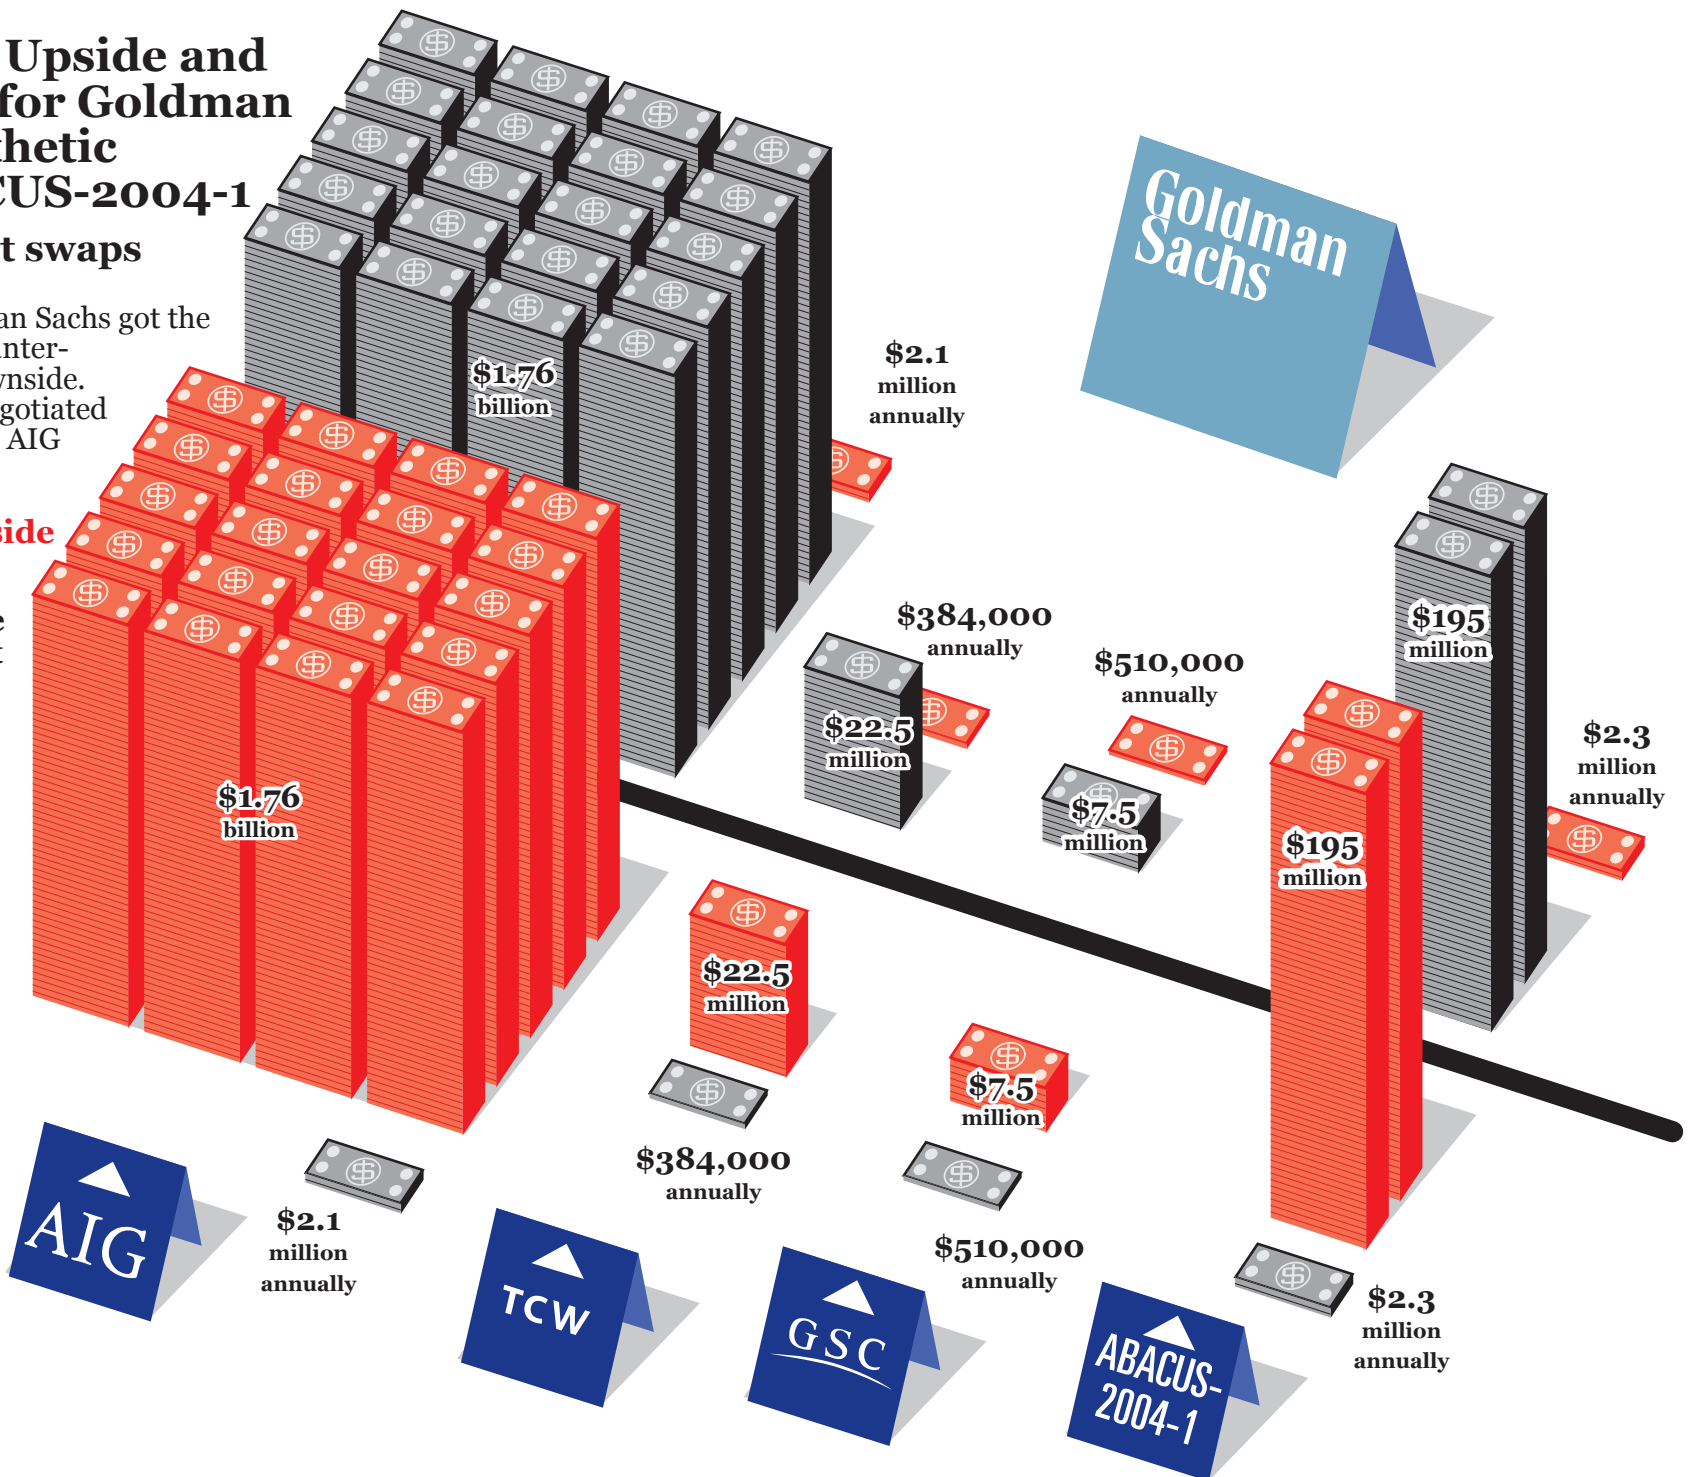 Upside and
for Goldman
thetic
CUS-2004-1
t swaps
an Sachs got the
nter-
wnside.
gotiated
AIG
side
e
t
Goldman
Sachs
$1.76
billion
$2.1
million
annually
$384,000
annually
$22.5
million
$510,000
annually
$7.5
million
$195
million
$2.3
million
annually
$1.76
billion
$22.5
million
$7.5
million
$195
million
AIG
$2.1
million
annually
TCW
$384,000
annually
GSC
$510,000
annually
ABACUS-
2004-1
$2.3
million
annually